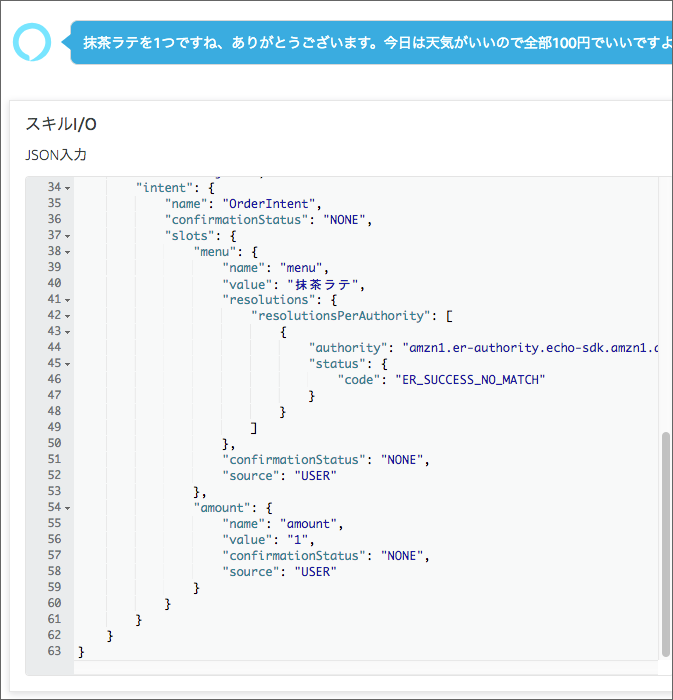 抹茶ラテを1つですね、ありがとうございます。今日は天気がいいので全部100円でいいですよ
スキルI/O
JSON入力
34 "intent": {
35 "name": "OrderIntent",
36 "confirmationStatus": "NONE",
37 "slots": {
38 "menu": {
39 "name": "menu",
40 "value": "抹茶ラテ",
41 "resolutions": {
42 "resolutionsPerAuthority": [
43 {
44 "authority": "amzn1.er-authority.echo-sdk.amzn1.
45 "status": {
46 "code": "ER_SUCCESS_NO_MATCH"
47 }
48 }
49 ]
50 },
51 "confirmationStatus": "NONE",
52 "source": "USER"
53 },
54 "amount": {
55 "name": "amount",
56 "value": "1",
57 "confirmationStatus": "NONE",
58 "source": "USER"
59 }
60 }
61 }
62 }
63 }